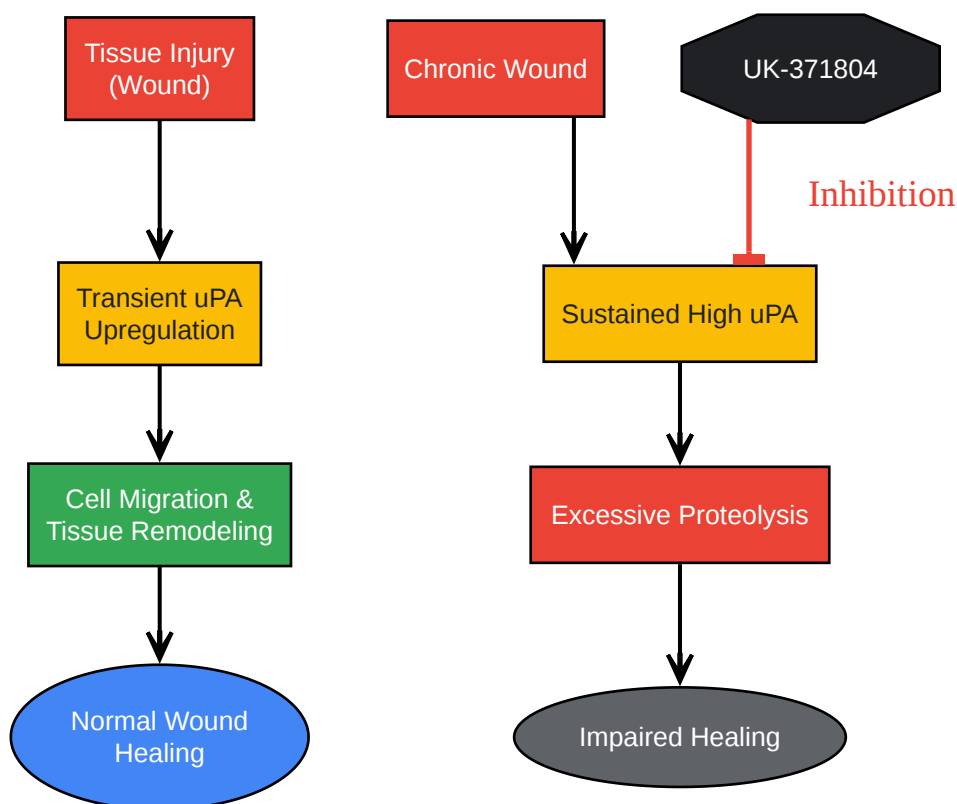 Tissue Injury
(Wound)
Chronic Wound
UK-371804
Inhibition
Transient uPA
Upregulation
Sustained High uPA
Cell Migration &
Tissue Remodeling
Excessive Proteolysis
Normal Wound
Healing
Impaired Healing